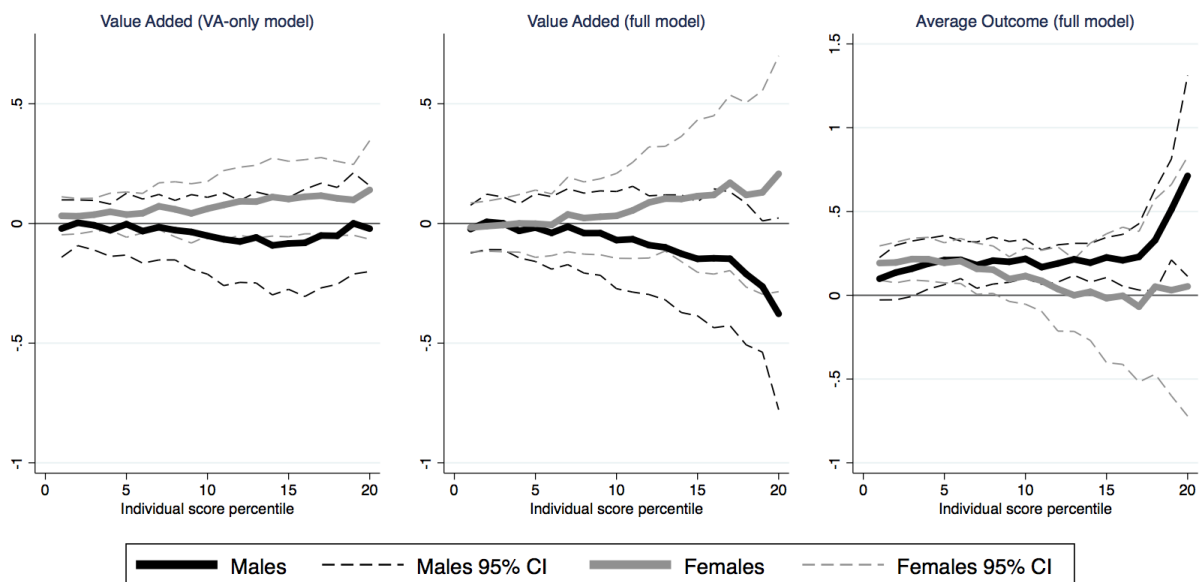 Value Added (VA-only model)
Value Added (full model)
Average Outcome (full model)
.5
0
-.5
-1
0
5
10
15
20
Individual score percentile
.5
0
-.5
-1
0
5
10
15
20
Individual score percentile
1.5
1
.5
0
-.5
-1
0
5
10
15
20
Individual score percentile
Males
Males 95% CI
Females
Females 95% CI